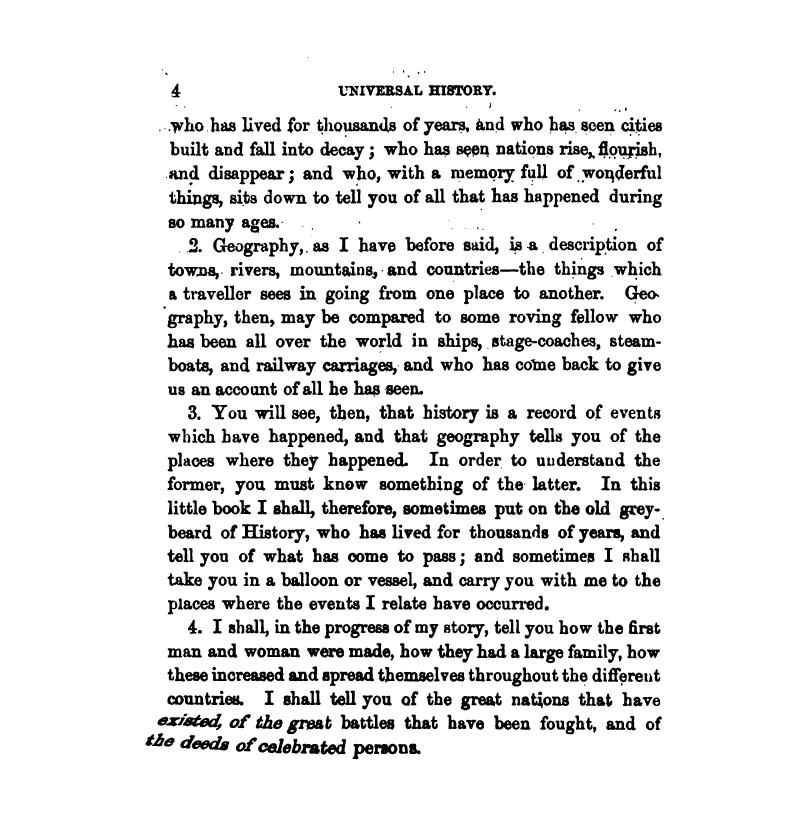 4 UNIVERSAL HISTORY.
who has lived for thousands of years, and who has seen cities
built and fall into decay; who has seen nations rise, flourish,
and disappear; and who, with a memory full of wonderful
things, sits down to tell you of all that has happened during
so many ages.
2. Geography, as I have before said, is a description of
towns, rivers, mountains, and countries—the things which
a traveller sees in going from one place to another. Geo-
graphy, then, may be compared to some roving fellow who
has been all over the world in ships, stage-coaches, steam-
boats, and railway carriages, and who has come back to give
us an account of all he has seen.
3. You will see, then, that history is a record of events
which have happened, and that geography tells you of the
places where they happened. In order to understand the
former, you must know something of the latter. In this
little book I shall, therefore, sometimes put on the old grey-
beard of History, who has lived for thousands of years, and
tell you of what has come to pass; and sometimes I shall
take you in a balloon or vessel, and carry you with me to the
places where the events I relate have occurred.
4. I shall, in the progress of my story, tell you how the first
man and woman were made, how they had a large family, how
these increased and spread themselves throughout the different
countries. I shall tell you of the great nations that have
existed, of the great battles that have been fought, and of
the deeds of celebrated persons.